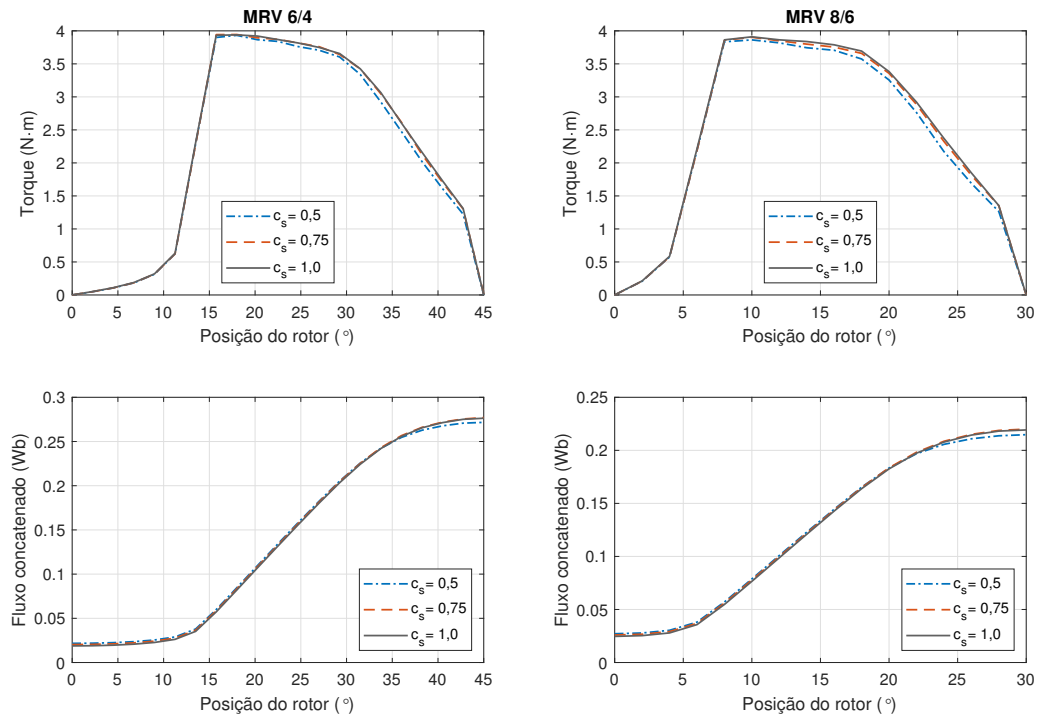 MRV 6/4
4
3.5
3
2.5
2
1.5
1
0.5
0
Torque (N·m)
c_s= 0,5
c_s= 0,75
c_s= 1,0
0 5 10 15 20 25 30 35 40 45
Posição do rotor (°)
MRV 8/6
4
3.5
3
2.5
2
1.5
1
0.5
0
Torque (N·m)
c_s= 0,5
c_s= 0,75
c_s= 1,0
0 5 10 15 20 25 30
Posição do rotor (°)
0.3
0.25
0.2
0.15
0.1
0.05
0
Fluxo concatenado (Wb)
c_s= 0,5
c_s= 0,75
c_s= 1,0
0 5 10 15 20 25 30 35 40 45
Posição do rotor (°)
0.25
0.2
0.15
0.1
0.05
0
Fluxo concatenado (Wb)
c_s= 0,5
c_s= 0,75
c_s= 1,0
0 5 10 15 20 25 30
Posição do rotor (°)